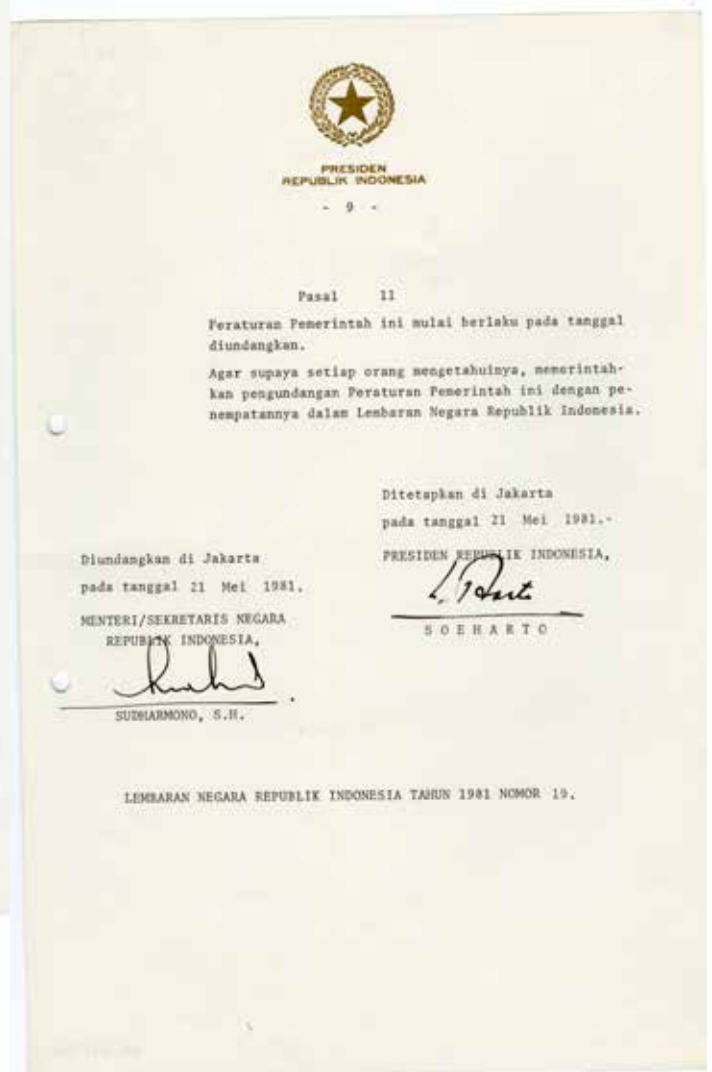 PRESIDEN
REPUBLIK INDONESIA
- 9 -
Pasal 11
Peraturan Pemerintah ini mulai berlaku pada tanggal
diundangkan.
Agar supaya setiap orang mengetahuinya, memerintah-
kan pengundangan Peraturan Pemerintah ini dengan pe-
nempatannya dalam Lembaran Negara Republik Indonesia.
Ditetapkan di Jakarta
pada tanggal 21 Mei 1981.-
PRESIDEN REPUBLIK INDONESIA,
SOEHARTO
Diundangkan di Jakarta
pada tanggal 21 Mei 1981.
MENTERI/SEKRETARIS NEGARA
REPUBLIK INDONESIA,
SUDHARMONO, S.H.
LEMBARAN NEGARA REPUBLIK INDONESIA TAHUN 1981 NOMOR 19.